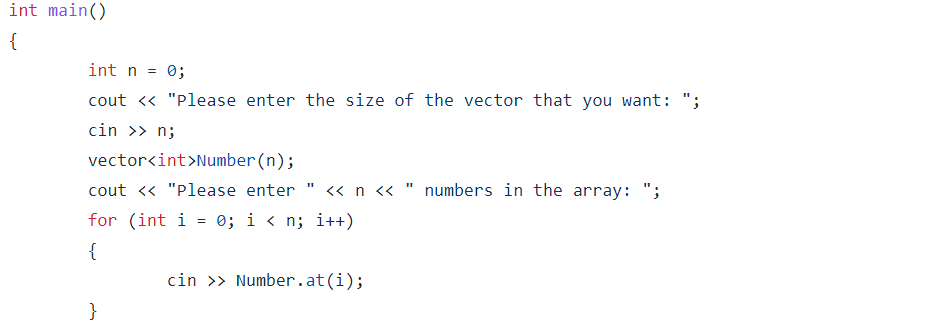 int main()
{
int n = 0;
cout << "Please enter the size of the vector that you want: ";
cin >> n;
vector<int>Number(n);
cout << "Please enter " << n << " numbers in the array: ";
for (int i = 0; i < n; i++)
{
cin >> Number.at(i);
}